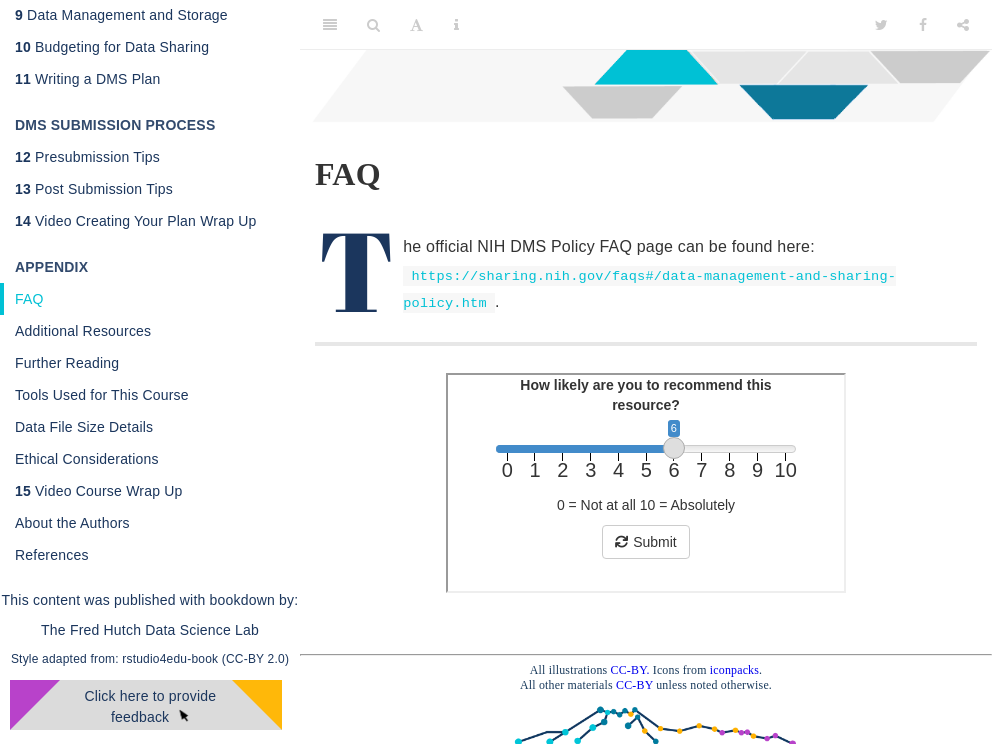 9 Data Management and Storage
10 Budgeting for Data Sharing
11 Writing a DMS Plan
DMS SUBMISSION PROCESS
12 Presubmission Tips
13 Post Submission Tips
14 Video Creating Your Plan Wrap Up
APPENDIX
FAQ
Additional Resources
Further Reading
Tools Used for This Course
Data File Size Details
Ethical Considerations
15 Video Course Wrap Up
About the Authors
References
This content was published with bookdown by:
The Fred Hutch Data Science Lab
Style adapted from: rstudio4edu-book (CC-BY 2.0)
Click here to provide
feedback
FAQ
The official NIH DMS Policy FAQ page can be found here:
https://sharing.nih.gov/faqs#/data-management-and-sharing-
policy.htm .
How likely are you to recommend this
resource?
6
0 1 2 3 4 5 6 7 8 9 10
0 = Not at all 10 = Absolutely
Submit
All illustrations CC-BY. Icons from iconpacks.
All other materials CC-BY unless noted otherwise.